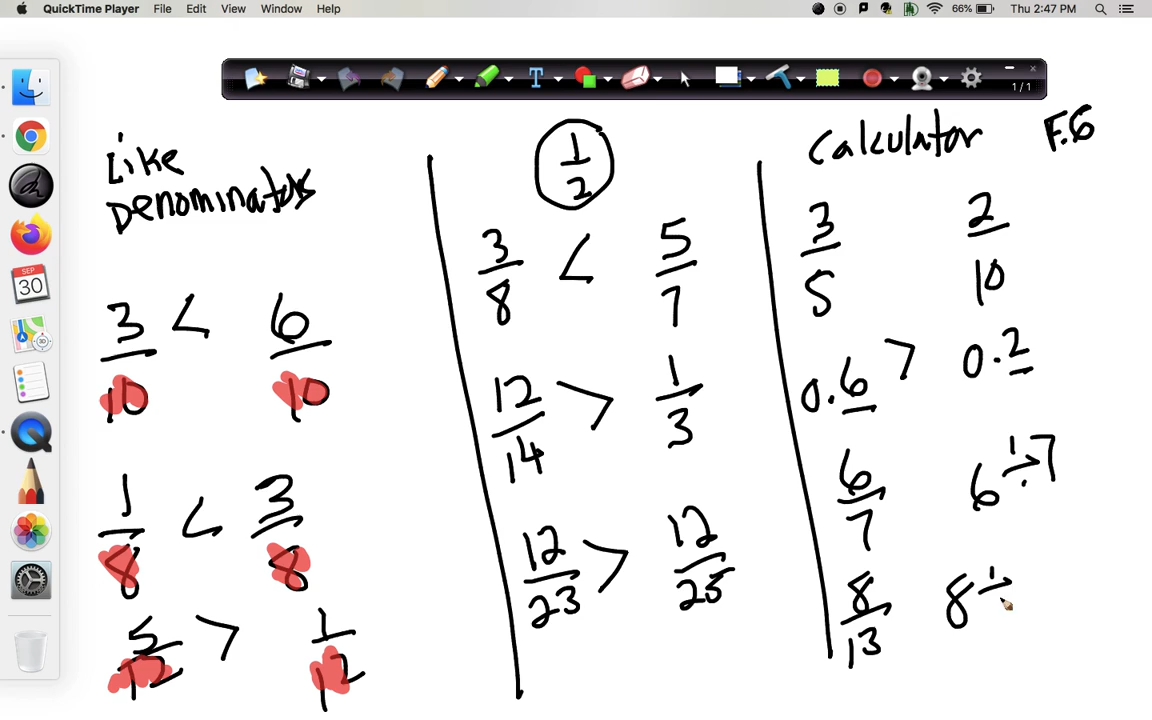 QuickTime Player File Edit View Window Help 66% Thu 2:47 PM
1/1
Like
Denominators
3/10 < 6/10
1/8 < 3/8
5/12 > 1/12
1/2
3/8 < 5/7
12/14 > 1/3
12/23 > 12/25
Calculator F.6
3/5 2/10
0.6 > 0.2
6/7 6 ÷ 7
8/13 8 ÷
SEP
30
T